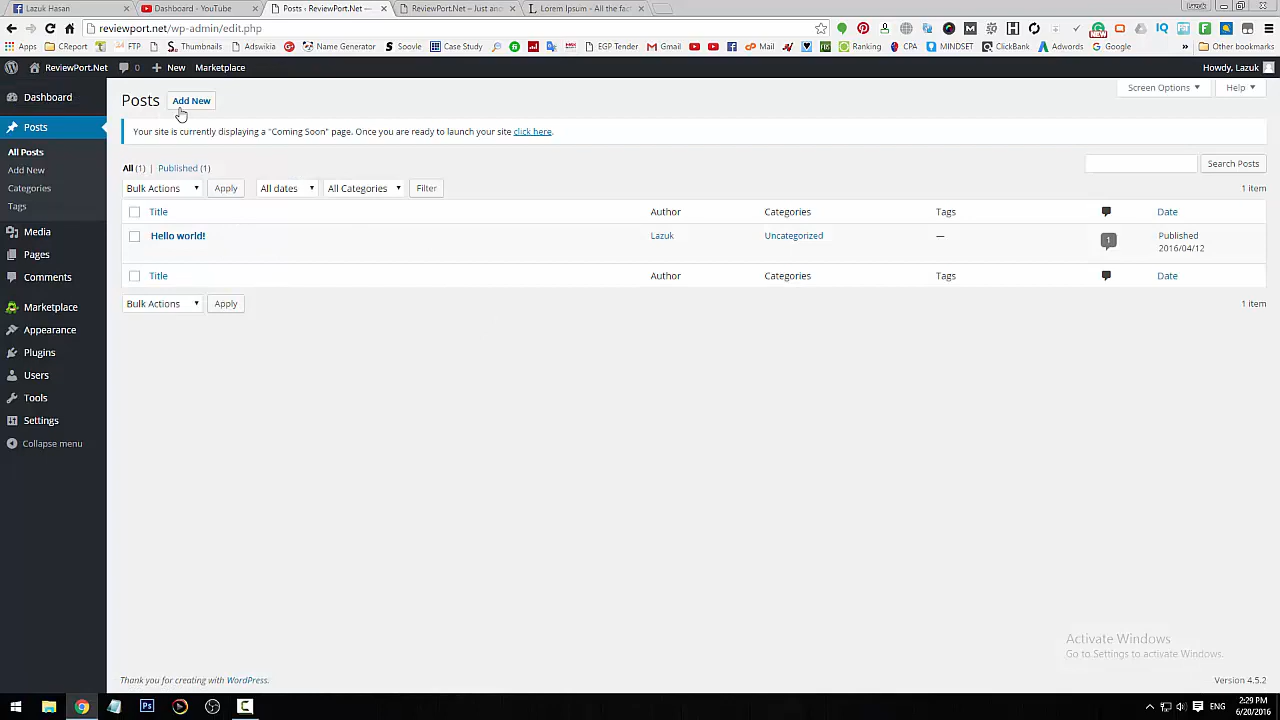 Lazuk Hasan
Dashboard - YouTube
Posts ‹ ReviewPort.Net —
ReviewPort.Net – Just ano
Lorem Ipsum - All the fac
reviewport.net/wp-admin/edit.php
Apps
CReport
FTP
Thumbnails
Adswikia
Name Generator
Google
Case Study
EGP Tender
Gmail
Mail
Ranking
CPA
MINDSET
ClickBank
Adwords
Google
Other bookmarks
NEW
IQ
ReviewPort.Net
0
New
Marketplace
Howdy, Lazuk
Dashboard
Posts
All Posts
Add New
Categories
Tags
Media
Pages
Comments
Marketplace
Appearance
Plugins
Users
Tools
Settings
Collapse menu
Screen Options
Help
Posts Add New
Your site is currently displaying a "Coming Soon" page. Once you are ready to launch your site click here.
All (1) | Published (1)
Search Posts
Bulk Actions
Apply
All dates
All Categories
Filter
1 item
Title Author Categories Tags Date
Hello world! Lazuk Uncategorized — 1 Published
2016/04/12
Title Author Categories Tags Date
Bulk Actions
Apply
1 item
Activate Windows
Go to Settings to activate Windows.
Thank you for creating with WordPress.
Version 4.5.2
Ps
ENG
2:29 PM
6/20/2016